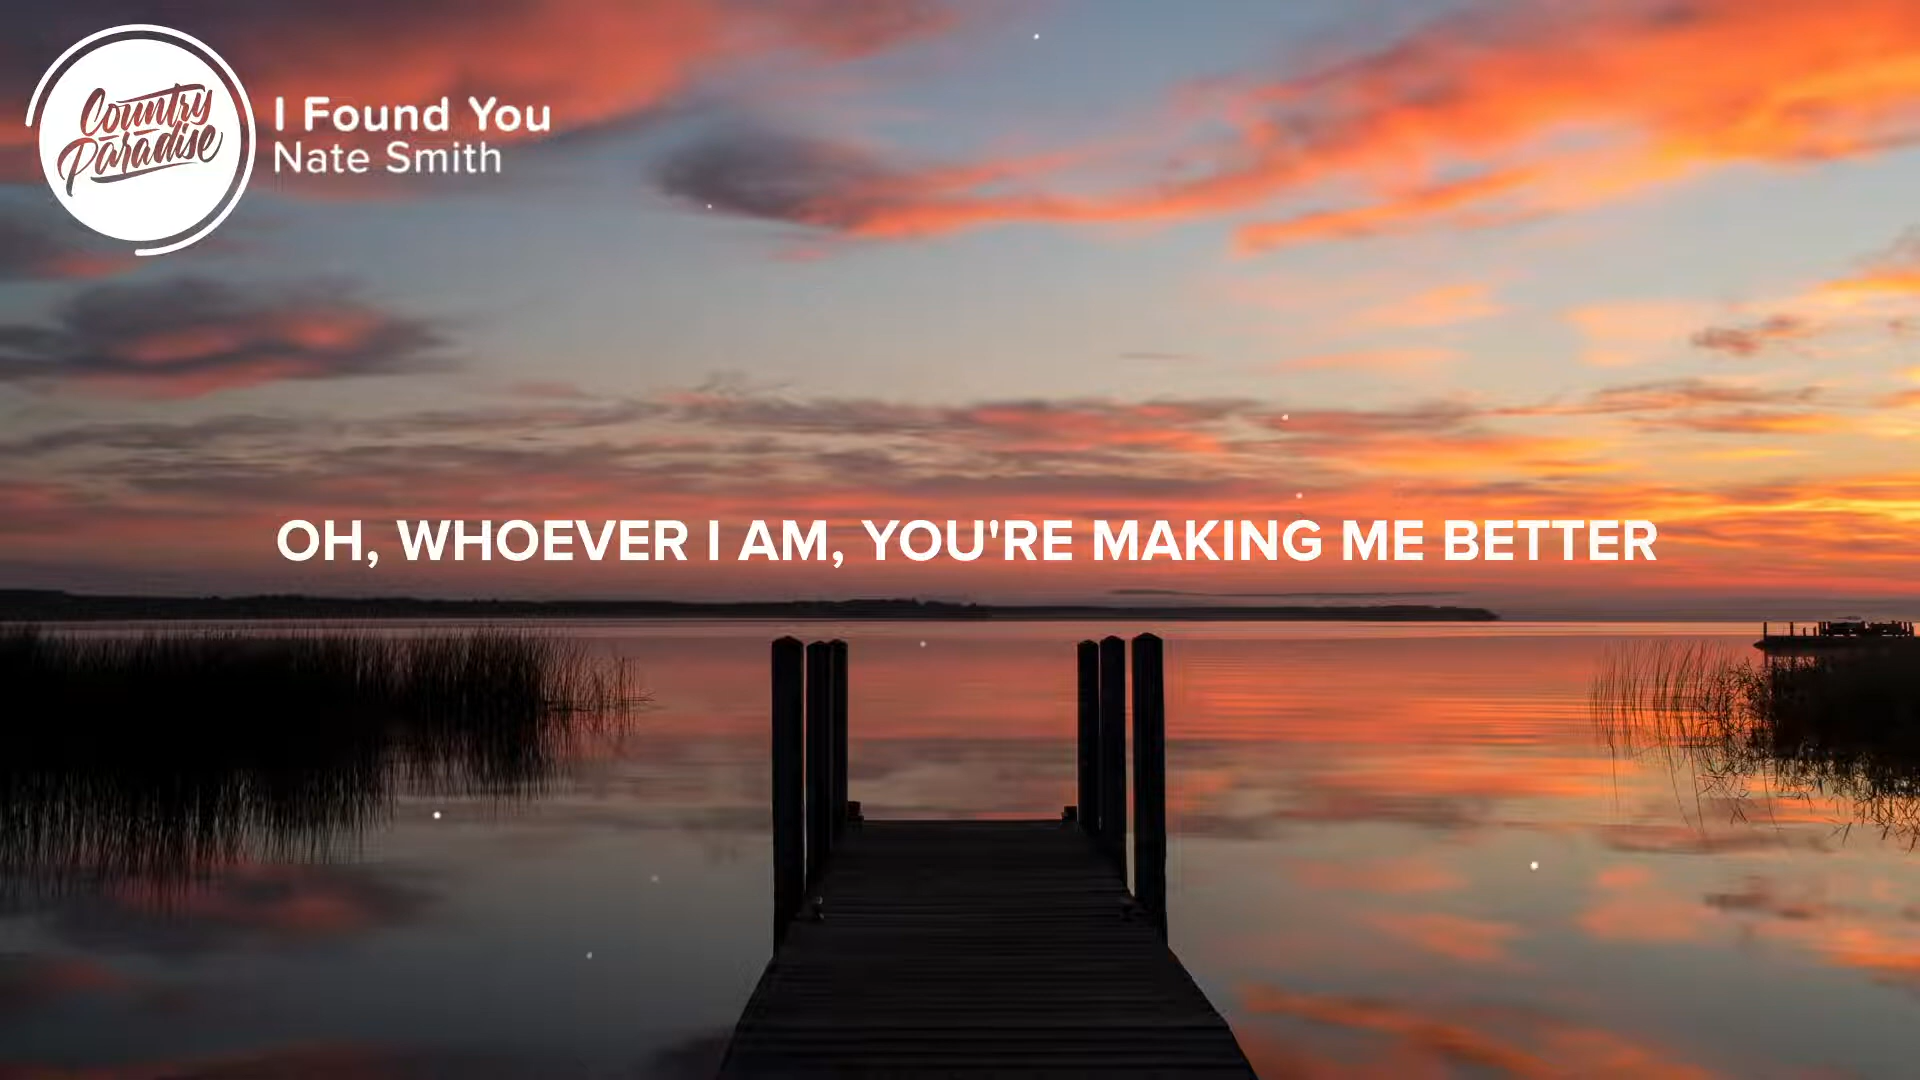 Country
Paradise
I Found You
Nate Smith
OH, WHOEVER I AM, YOU'RE MAKING ME BETTER